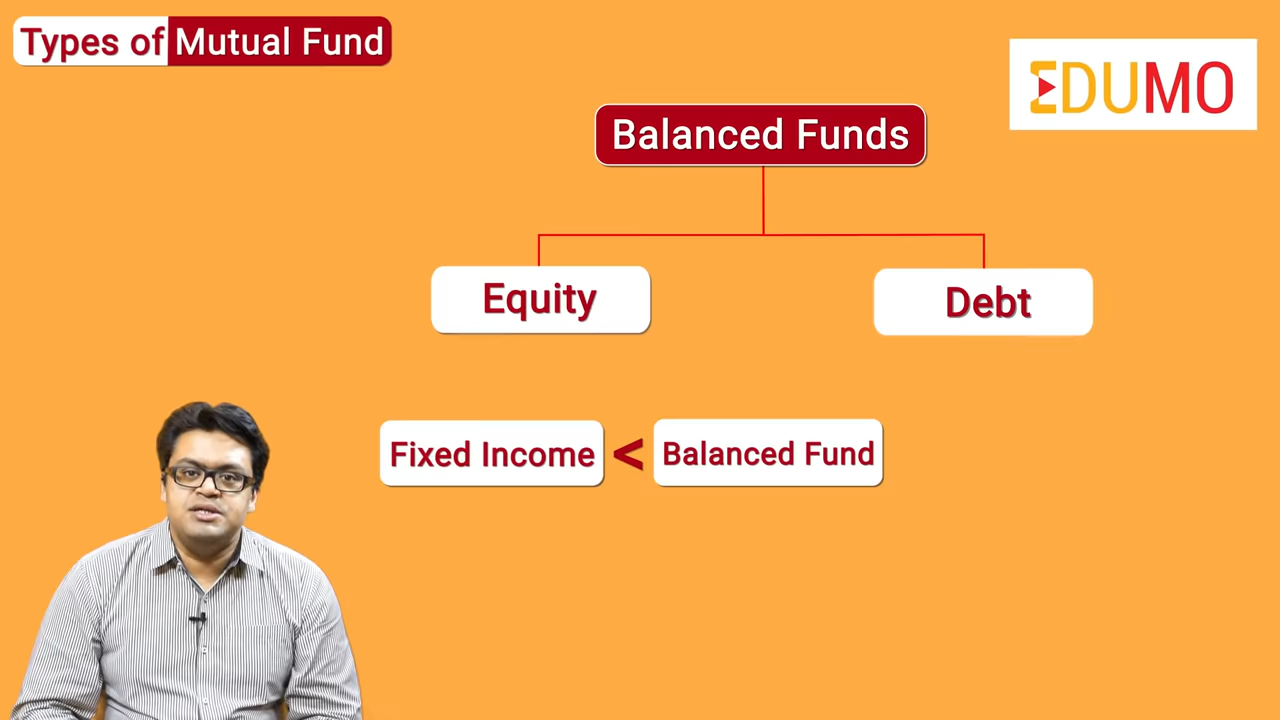 Types of Mutual Fund
EDUMO
Balanced Funds
Equity
Debt
Fixed Income < Balanced Fund